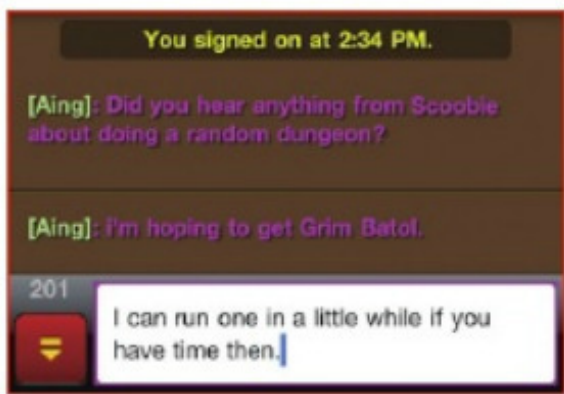 You signed on at 2:34 PM.
[Aing]: Did you hear anything from Scoobie
about doing a random dungeon?
[Aing]: i'm hoping to get Grim Batol.
201
I can run one in a little while if you
have time then.